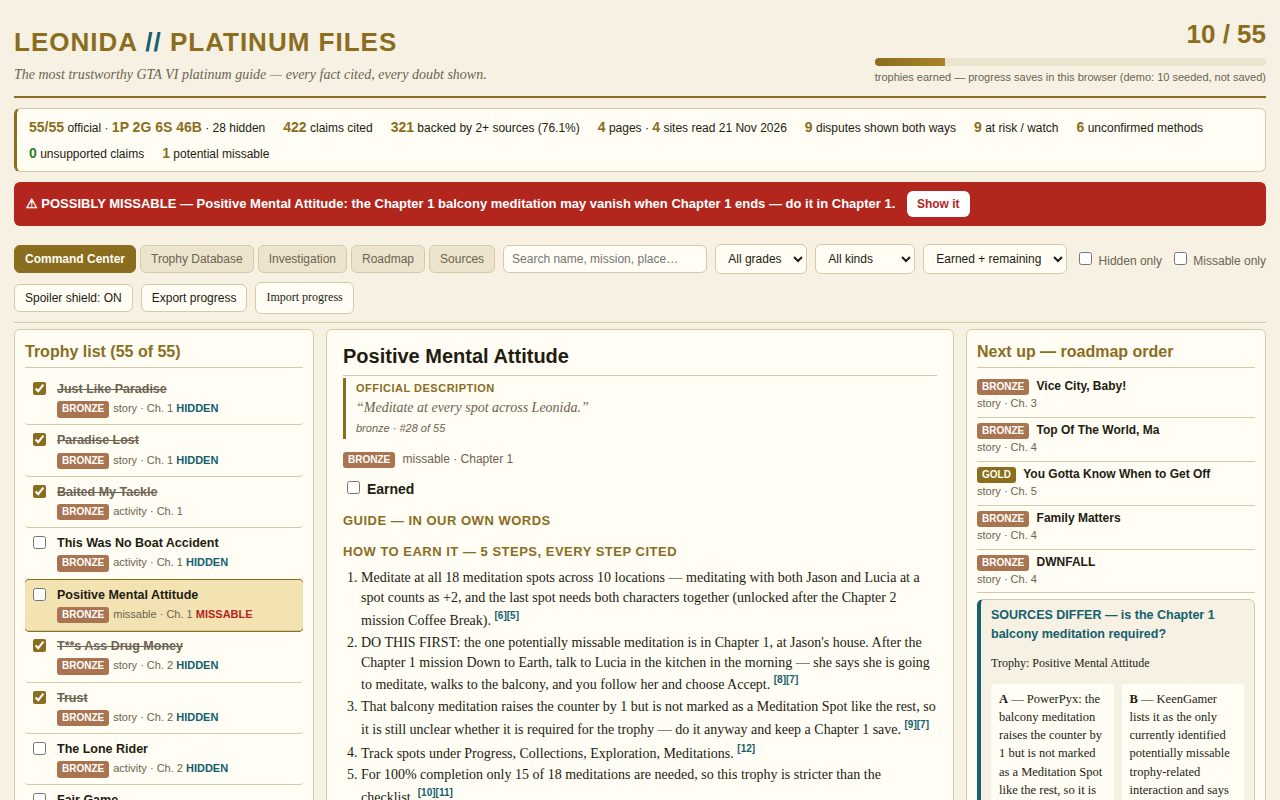 LEONIDA // PLATINUM FILES
The most trustworthy GTA VI platinum guide — every fact cited, every doubt shown.
10 / 55
trophies earned — progress saves in this browser (demo: 10 seeded, not saved)
55/55 official · 1P 2G 6S 46B · 28 hidden 422 claims cited 321 backed by 2+ sources (76.1%) 4 pages · 4 sites read 21 Nov 2026 9 disputes shown both ways 9 at risk / watch 6 unconfirmed methods
0 unsupported claims 1 potential missable
⚠ POSSIBLY MISSABLE — Positive Mental Attitude: the Chapter 1 balcony meditation may vanish when Chapter 1 ends — do it in Chapter 1. Show it
Command Center Trophy Database Investigation Roadmap Sources Search name, mission, place… All grades All kinds Earned + remaining Hidden only Missable only
Spoiler shield: ON Export progress Import progress
Trophy list (55 of 55)
Just Like Paradise
BRONZE story · Ch. 1 HIDDEN
Paradise Lost
BRONZE story · Ch. 1 HIDDEN
Baited My Tackle
BRONZE activity · Ch. 1
This Was No Boat Accident
BRONZE activity · Ch. 1 HIDDEN
Positive Mental Attitude
BRONZE missable · Ch. 1 MISSABLE
T**s Ass Drug Money
BRONZE story · Ch. 2 HIDDEN
Trust
BRONZE story · Ch. 2 HIDDEN
The Lone Rider
BRONZE activity · Ch. 2 HIDDEN
Fair Game
Positive Mental Attitude
OFFICIAL DESCRIPTION
“Meditate at every spot across Leonida.”
bronze · #28 of 55
BRONZE missable · Chapter 1
Earned
GUIDE — IN OUR OWN WORDS
HOW TO EARN IT — 5 STEPS, EVERY STEP CITED
1. Meditate at all 18 meditation spots across 10 locations — meditating with both Jason and Lucia at a
spot counts as +2, and the last spot needs both characters together (unlocked after the Chapter 2
mission Coffee Break). [6][5]
2. DO THIS FIRST: the one potentially missable meditation is in Chapter 1, at Jason's house. After the
Chapter 1 mission Down to Earth, talk to Lucia in the kitchen in the morning — she says she is going
to meditate, walks to the balcony, and you follow her and choose Accept. [8][7]
3. That balcony meditation raises the counter by 1 but is not marked as a Meditation Spot like the rest, so
it is still unclear whether it is required for the trophy — do it anyway and keep a Chapter 1 save. [9][7]
4. Track spots under Progress, Collections, Exploration, Meditations. [12]
5. For 100% completion only 15 of 18 meditations are needed, so this trophy is stricter than the
checklist. [10][11]
Next up — roadmap order
BRONZE Vice City, Baby!
story · Ch. 3
BRONZE Top Of The World, Ma
story · Ch. 4
GOLD You Gotta Know When to Get Off
story · Ch. 5
BRONZE Family Matters
story · Ch. 4
BRONZE DWNFALL
story · Ch. 4
SOURCES DIFFER — is the Chapter 1
balcony meditation required?
Trophy: Positive Mental Attitude
A — PowerPyx: the
balcony meditation
raises the counter by
1 but is not marked
as a Meditation Spot
like the rest, so it is
B — KeenGamer
lists it as the only
currently identified
potentially missable
trophy-related
interaction and says